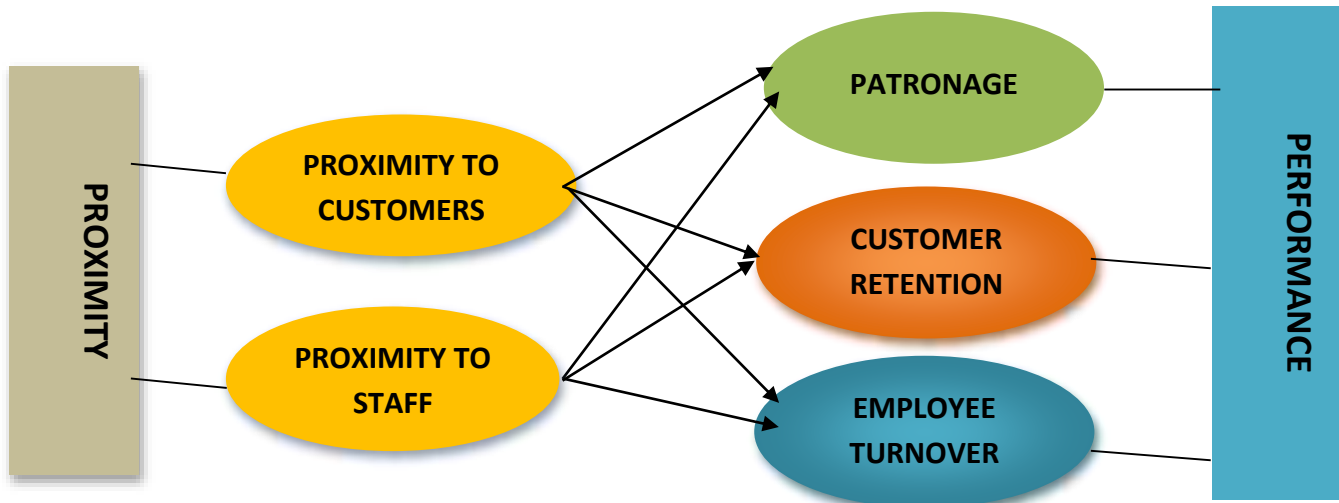 PROXIMITY
PROXIMITY TO
CUSTOMERS
PROXIMITY TO
STAFF
PATRONAGE
CUSTOMER
RETENTION
EMPLOYEE
TURNOVER
PERFORMANCE